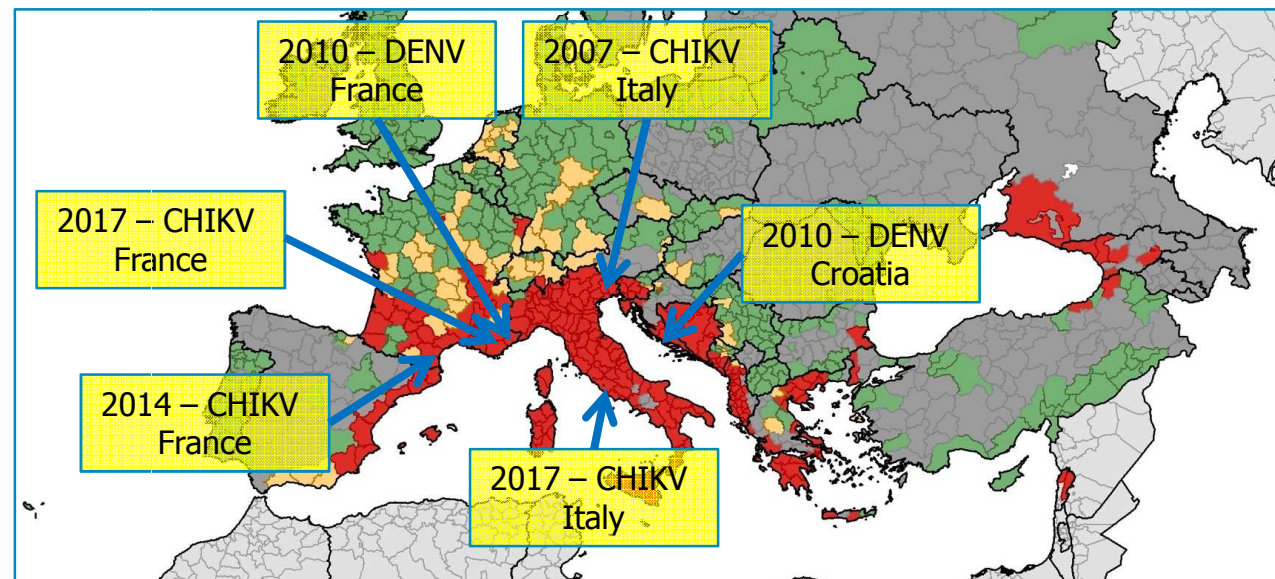 2010 – DENV
France
2007 – CHIKV
Italy
2017 – CHIKV
France
2010 – DENV
Croatia
2014 – CHIKV
France
2017 – CHIKV
Italy